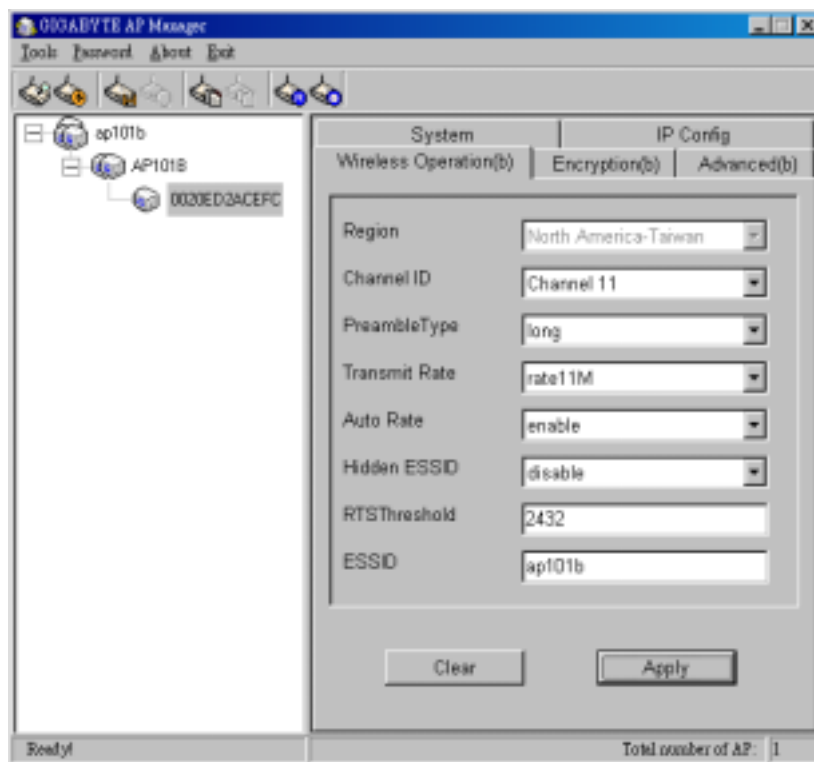 GIGABYTE AP Manager
Tools Password About Exit
ap101b
AP101B
0020ED2ACEFC
System IP Config
Wireless Operation(b) Encryption(b) Advanced(b)
Region North America-Taiwan
Channel ID Channel 11
PreambleType long
Transmit Rate rate11M
Auto Rate enable
Hidden ESSID disable
RTSThreshold 2432
ESSID ap101b
Clear Apply
Ready! Total number of AP: 1